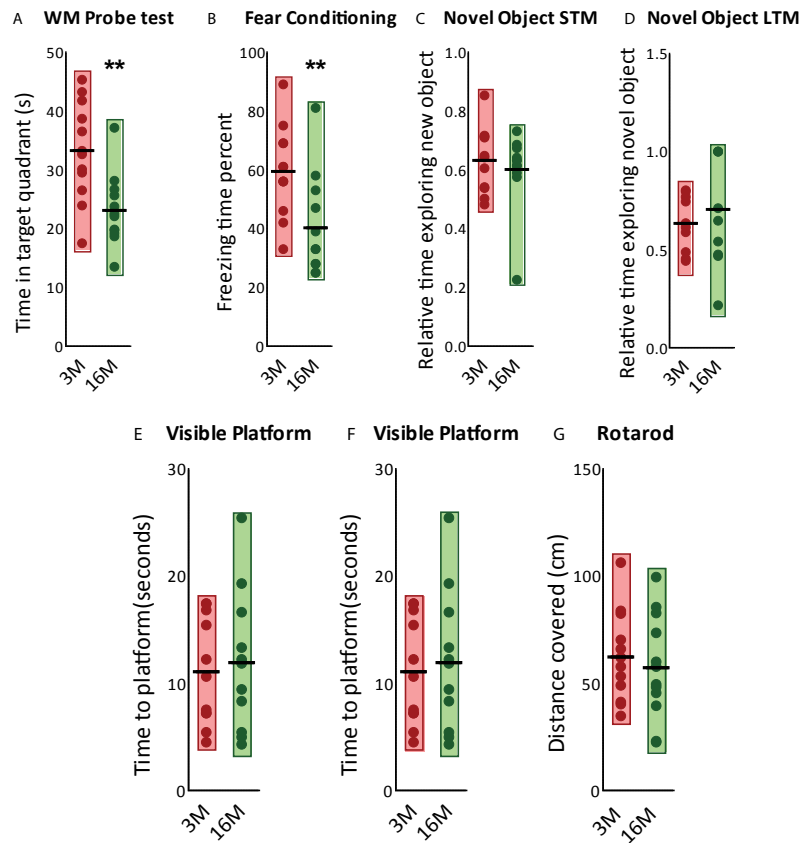 A WM Probe test
Time in target quadrant (s)
50
40
30
20
10
0
**
3M
16M
B Fear Conditioning
Freezing time percent
100
80
60
40
20
0
**
3M
16M
C Novel Object STM
Relative time exploring new object
1.0
0.8
0.6
0.4
0.2
0.0
3M
16M
D Novel Object LTM
Relative time exploring novel object
1.5
1.0
0.5
0.0
3M
16M
E Visible Platform
Time to platform(seconds)
30
20
10
0
3M
16M
F Visible Platform
Time to platform(seconds)
30
20
10
0
3M
16M
G Rotarod
Distance covered (cm)
150
100
50
0
3M
16M